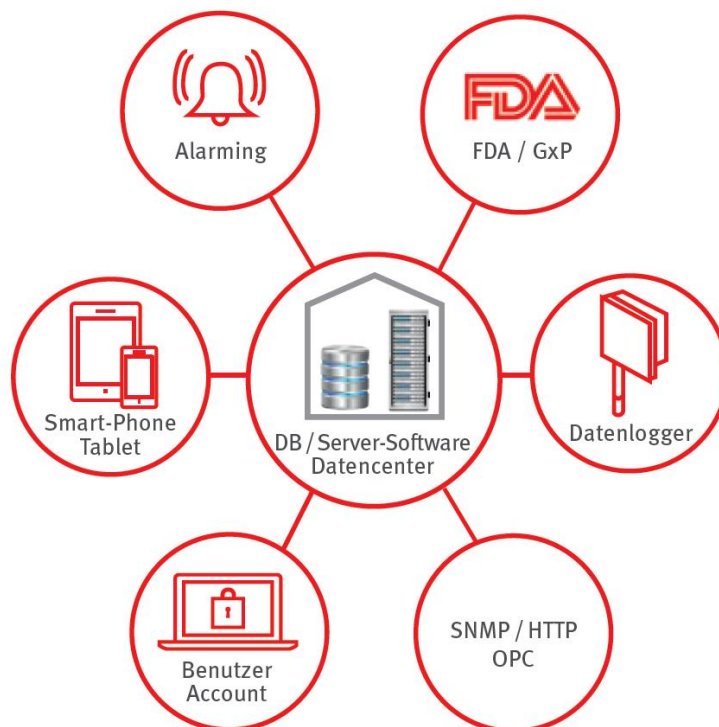 Alarming
FDA
FDA / GxP
Smart-Phone
Tablet
DB / Server-Software
Datencenter
Datenlogger
Benutzer
Account
SNMP / HTTP
OPC